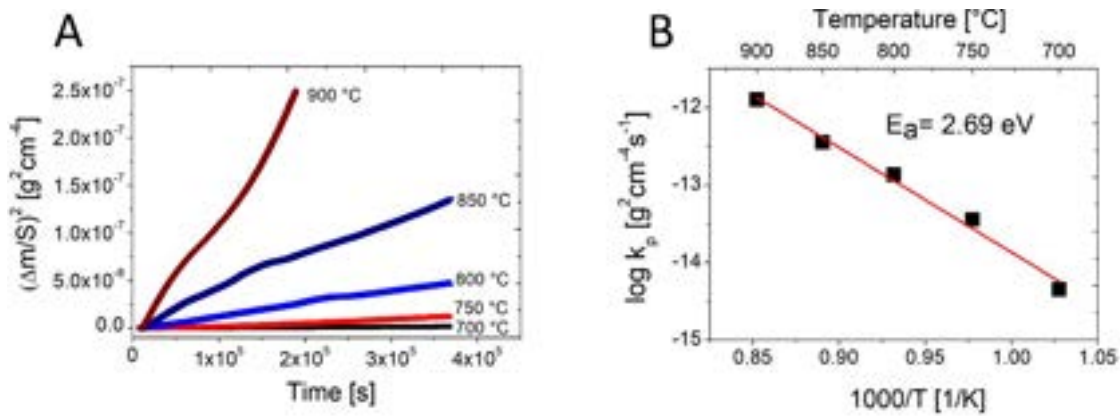 A
(Δm/S)² [g²cm⁻⁴]
2.5x10⁻⁷
2.0x10⁻⁷
1.5x10⁻⁷
1.0x10⁻⁷
5.0x10⁻⁸
0.0
900 °C
850 °C
800 °C
750 °C
700 °C
0 1x10⁵ 2x10⁵ 3x10⁵ 4x10⁵
Time [s]
B
Temperature [°C]
900 850 800 750 700
log kₚ [g²cm⁻⁴s⁻¹]
-12
-13
-14
-15
Eₐ= 2.69 eV
0.85 0.90 0.95 1.00 1.05
1000/T [1/K]